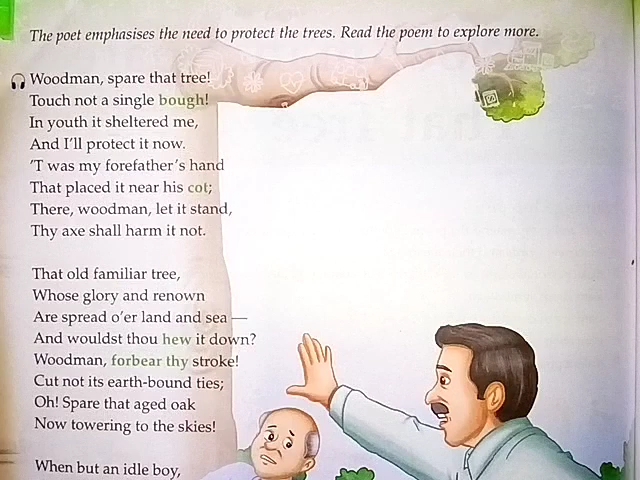 The poet emphasises the need to protect the trees. Read the poem to explore more.
Woodman, spare that tree!
Touch not a single bough!
In youth it sheltered me,
And I'll protect it now.
'T was my forefather's hand
That placed it near his cot;
There, woodman, let it stand,
Thy axe shall harm it not.
That old familiar tree,
Whose glory and renown
Are spread o'er land and sea —
And wouldst thou hew it down?
Woodman, forbear thy stroke!
Cut not its earth-bound ties;
Oh! Spare that aged oak
Now towering to the skies!
When but an idle boy,